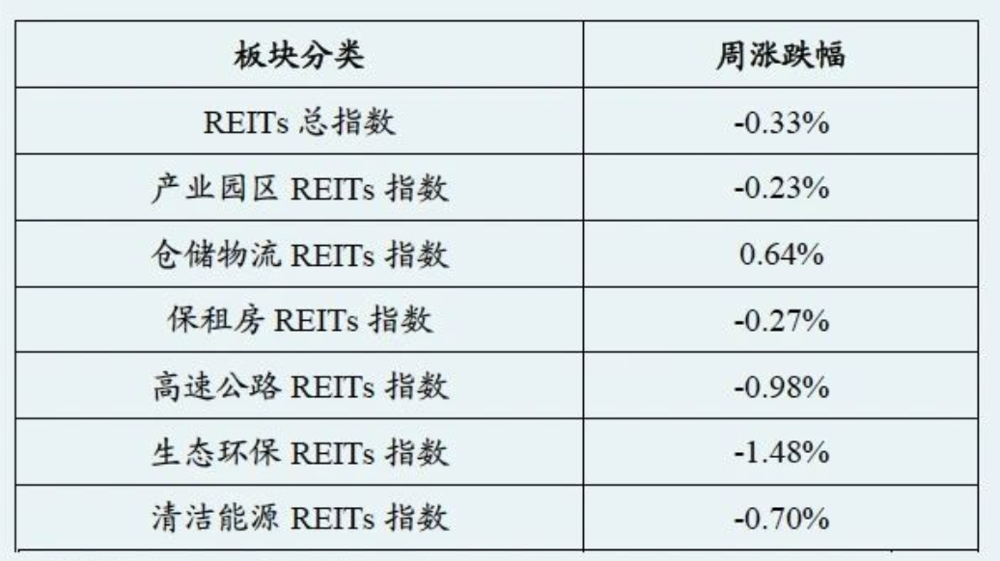 板块分类 周涨跌幅
REITs 总指数 -0.33%
产业园区 REITs 指数 -0.23%
仓储物流 REITs 指数 0.64%
保租房 REITs 指数 -0.27%
高速公路 REITs 指数 -0.98%
生态环保 REITs 指数 -1.48%
清洁能源 REITs 指数 -0.70%